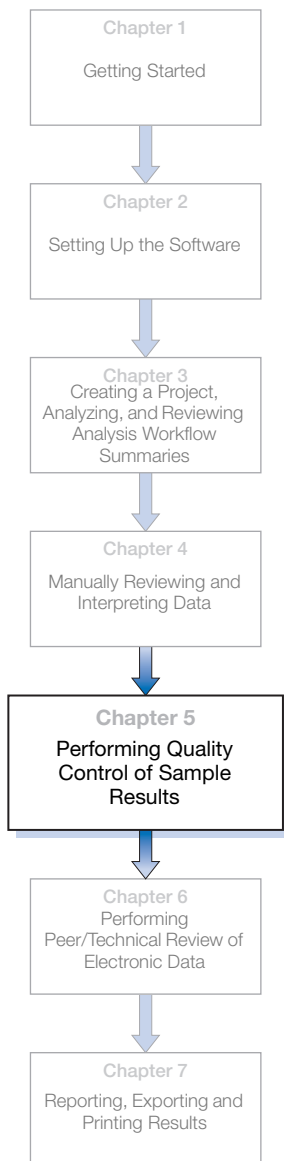 Chapter 1
Getting Started
Chapter 2
Setting Up the Software
Chapter 3
Creating a Project,
Analyzing, and Reviewing
Analysis Workflow
Summaries
Chapter 4
Manually Reviewing and
Interpreting Data
Chapter 5
Performing Quality
Control of Sample
Results
Chapter 6
Performing
Peer/Technical Review of
Electronic Data
Chapter 7
Reporting, Exporting and
Printing Results